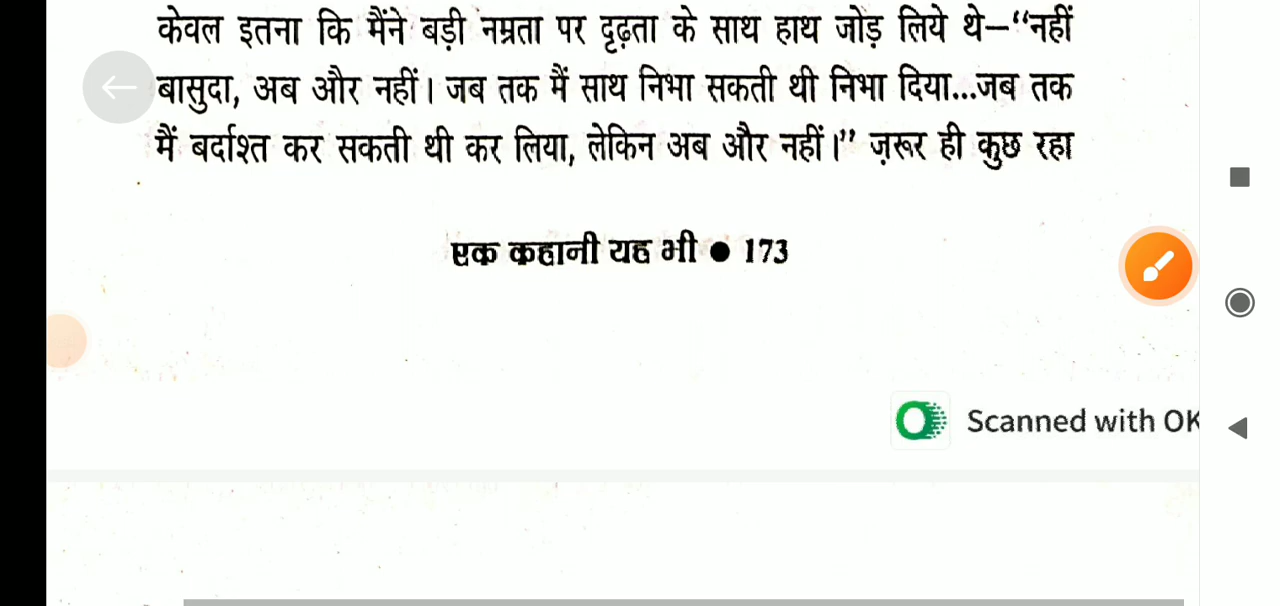 केवल इतना कि मैंने बड़ी नम्रता पर दृढ़ता के साथ हाथ जोड़ लिये थे–“नहीं
बासुदा, अब और नहीं। जब तक मैं साथ निभा सकती थी निभा दिया...जब तक
मैं बर्दाश्त कर सकती थी कर लिया, लेकिन अब और नहीं।” ज़रूर ही कुछ रहा
एक कहानी यह भी ● 173
Scanned with OK